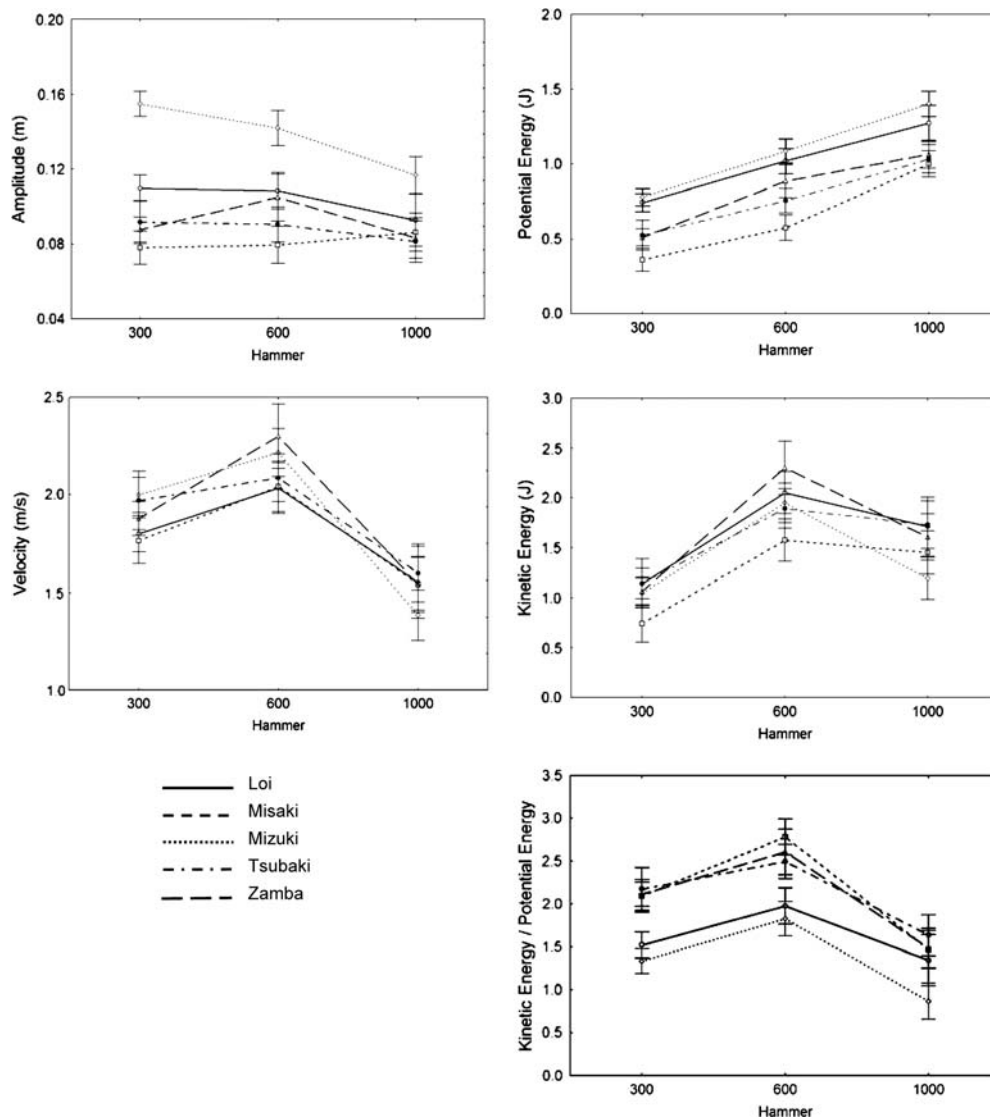 Amplitude (m)
0.20
0.16
0.12
0.08
0.04
300 600 1000
Hammer
Potential Energy (J)
2.0
1.5
1.0
0.5
0.0
300 600 1000
Hammer
Velocity (m/s)
2.5
2.0
1.5
1.0
300 600 1000
Hammer
Kinetic Energy (J)
3.0
2.5
2.0
1.5
1.0
0.5
0.0
300 600 1000
Hammer
Loi
Misaki
Mizuki
Tsubaki
Zamba
Kinetic Energy / Potential Energy
3.5
3.0
2.5
2.0
1.5
1.0
0.5
0.0
300 600 1000
Hammer